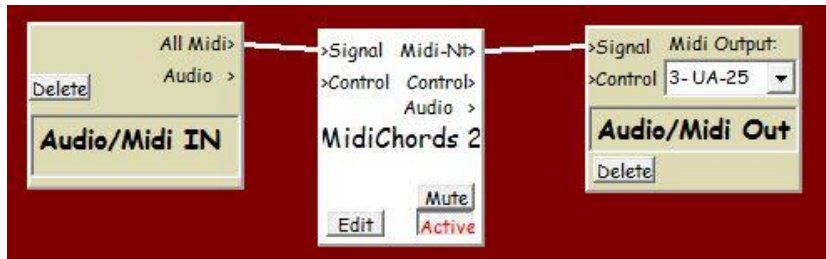 All Midi>
Audio >
Delete
Audio/Midi IN
>Signal Midi-Nt>
>Control Control>
Audio >
MidiChords 2
Mute
Edit Active
>Signal Midi Output:
>Control 3- UA-25
Audio/Midi Out
Delete